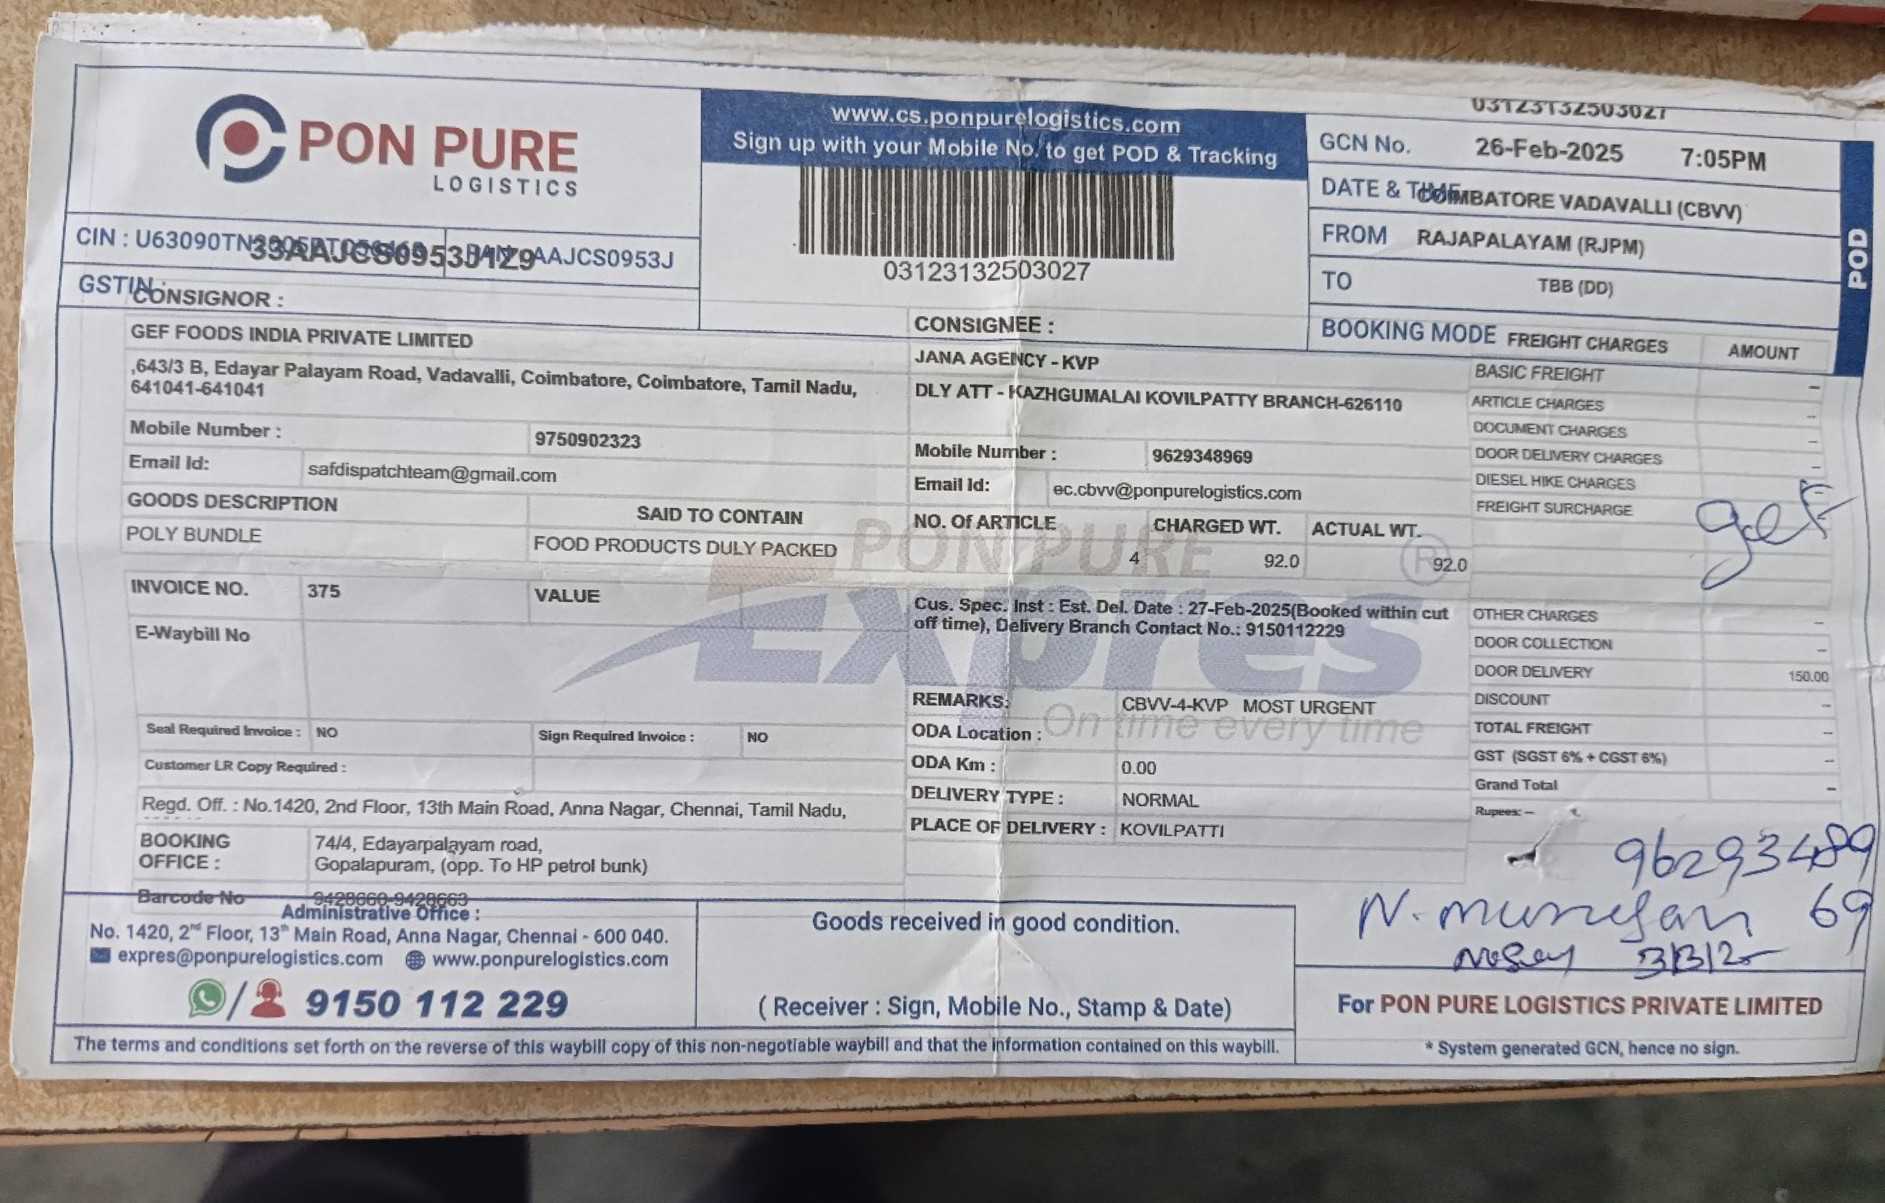 PON PURE
LOGISTICS
www.cs.ponpurelogistics.com
Sign up with your Mobile No. to get POD & Tracking
03123132503027
03123132503027
GCN No. 26-Feb-2025 7:05PM
DATE & TIME COIMBATORE VADAVALLI (CBVV)
FROM RAJAPALAYAM (RJPM)
TO TBB (DD)
BOOKING MODE
POD
CIN : PAN: AAJCS0953J
33AAJCS0953J1Z9
GSTIN
CONSIGNOR :
GEF FOODS INDIA PRIVATE LIMITED
,643/3 B, Edayar Palayam Road, Vadavalli, Coimbatore, Coimbatore, Tamil Nadu,
641041-641041
Mobile Number : 9750902323
Email Id: safdispatchteam@gmail.com
GOODS DESCRIPTION SAID TO CONTAIN
POLY BUNDLE FOOD PRODUCTS DULY PACKED
INVOICE NO. 375 VALUE
E-Waybill No
Seal Required Invoice : NO Sign Required Invoice : NO
Customer LR Copy Required :
Regd. Off. : No.1420, 2nd Floor, 13th Main Road, Anna Nagar, Chennai, Tamil Nadu,
BOOKING OFFICE : 74/4, Edayarpalayam road,
Gopalapuram, (opp. To HP petrol bunk)
Barcode No 9428660-9428663
CONSIGNEE :
JANA AGENCY - KVP
DLY ATT - KAZHGUMALAI KOVILPATTY BRANCH-626110
Mobile Number : 9629348969
Email Id: ec.cbvv@ponpurelogistics.com
NO. Of ARTICLE CHARGED WT. ACTUAL WT.
4 92.0 92.0
PON PURE
Expres
On time every time
Cus. Spec. Inst : Est. Del. Date : 27-Feb-2025(Booked within cut
off time), Delivery Branch Contact No.: 9150112229
REMARKS: CBVV-4-KVP MOST URGENT
ODA Location :
ODA Km : 0.00
DELIVERY TYPE : NORMAL
PLACE OF DELIVERY : KOVILPATTI
FREIGHT CHARGES AMOUNT
BASIC FREIGHT –
ARTICLE CHARGES –
DOCUMENT CHARGES –
DOOR DELIVERY CHARGES –
DIESEL HIKE CHARGES
FREIGHT SURCHARGE
OTHER CHARGES –
DOOR COLLECTION –
DOOR DELIVERY 150.00
DISCOUNT –
TOTAL FREIGHT –
GST (SGST 6% + CGST 6%) –
Grand Total –
Rupees: –
96293489
69
N. murugan
Administrative Office :
No. 1420, 2nd Floor, 13th Main Road, Anna Nagar, Chennai - 600 040.
expres@ponpurelogistics.com www.ponpurelogistics.com
/ 9150 112 229
Goods received in good condition.
( Receiver : Sign, Mobile No., Stamp & Date)
For PON PURE LOGISTICS PRIVATE LIMITED
* System generated GCN, hence no sign.
The terms and conditions set forth on the reverse of this waybill copy of this non-negotiable waybill and that the information contained on this waybill.